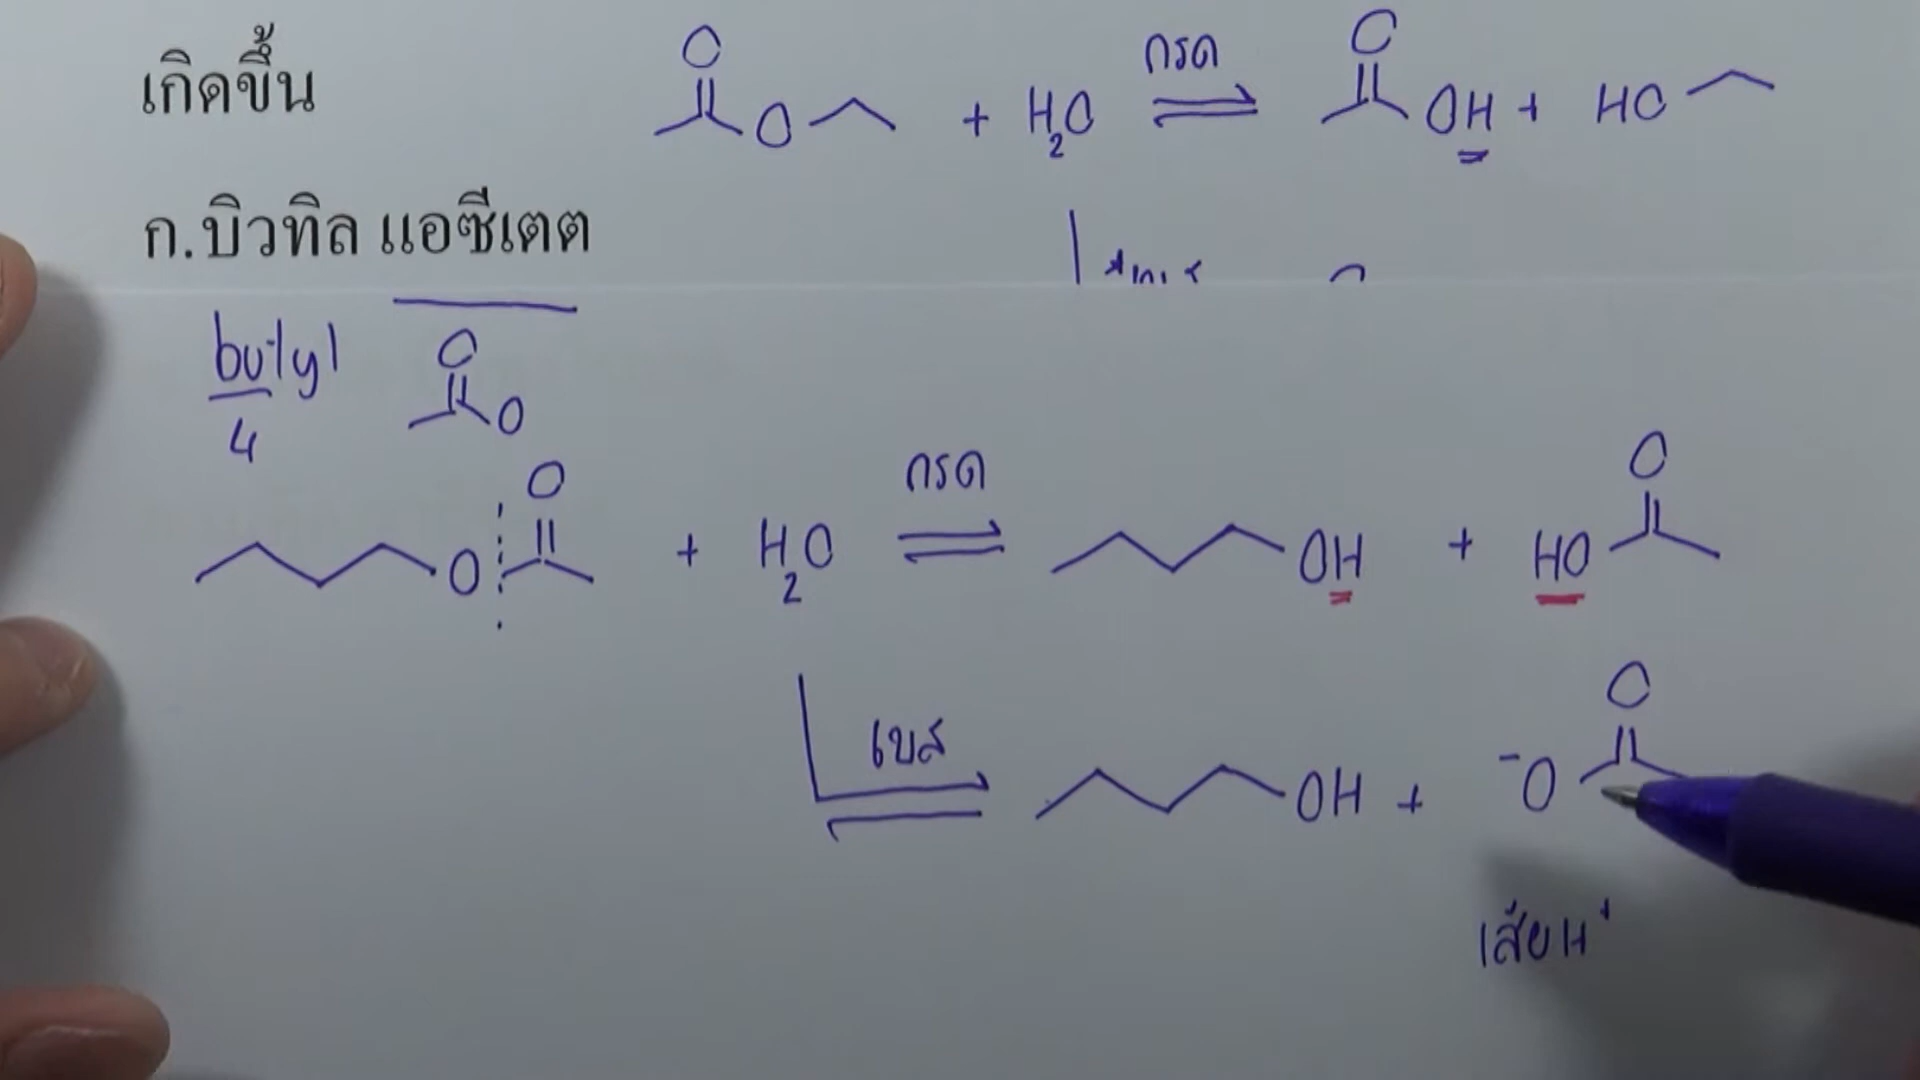 เกิดขึ้น
O
O + H2O กรด ⇌ O OH + HO
ก. บิวทิล แอซีเตต
butyl
4
O
O
O
O + H2O กรด ⇌ OH + HO O
เบส ⇌ OH + ⁻O O
เสีย H⁺